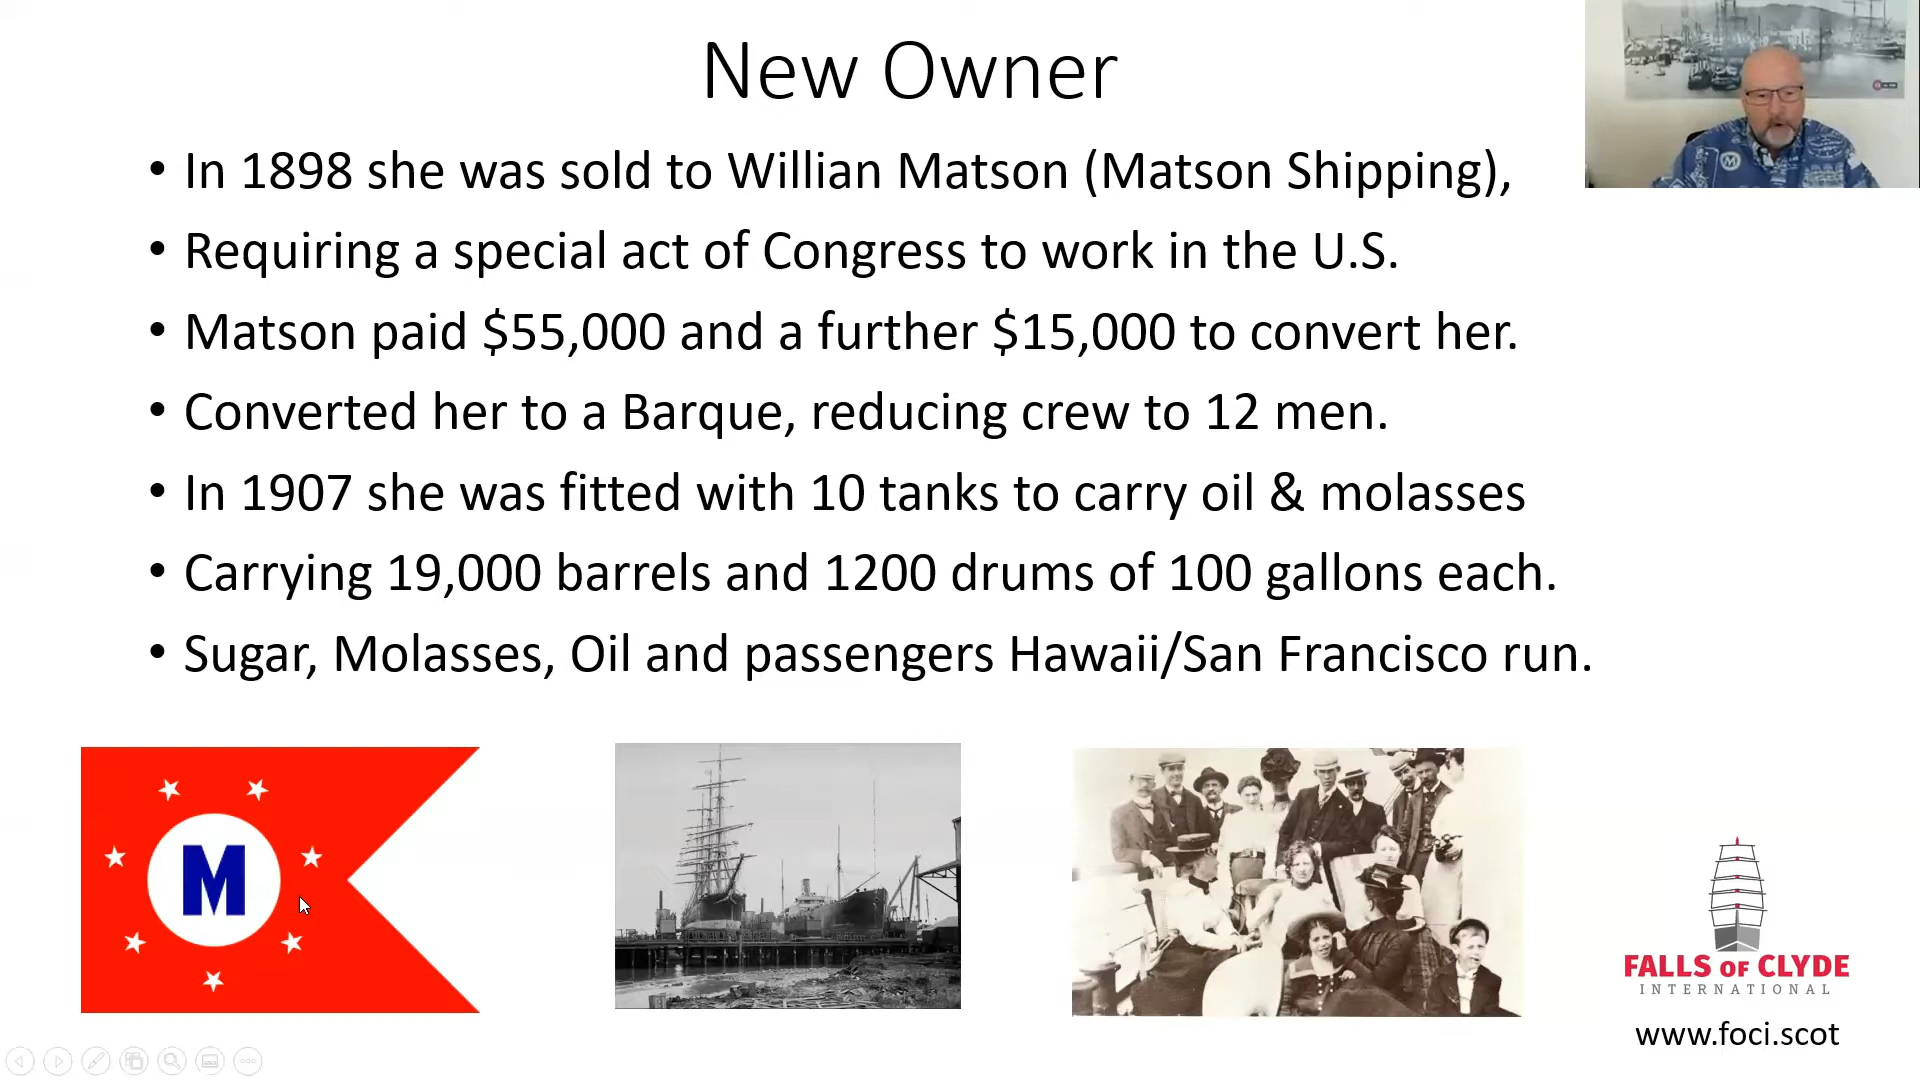 New Owner
• In 1898 she was sold to Willian Matson (Matson Shipping),
• Requiring a special act of Congress to work in the U.S.
• Matson paid $55,000 and a further $15,000 to convert her.
• Converted her to a Barque, reducing crew to 12 men.
• In 1907 she was fitted with 10 tanks to carry oil & molasses
• Carrying 19,000 barrels and 1200 drums of 100 gallons each.
• Sugar, Molasses, Oil and passengers Hawaii/San Francisco run.
M
FALLS OF CLYDE
INTERNATIONAL
www.foci.scot